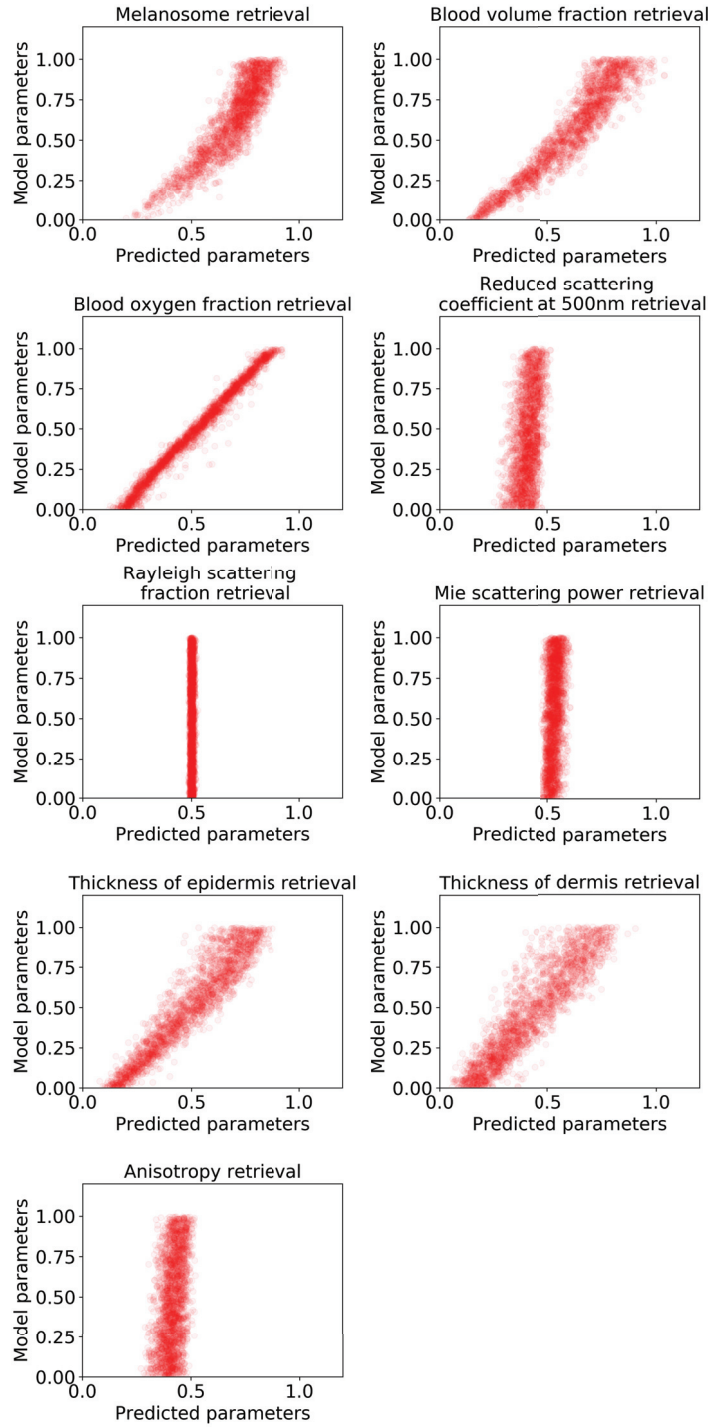 Melanosome retrieval
Model parameters
1.00
0.75
0.50
0.25
0.00
0.0 0.5 1.0
Predicted parameters
Blood volume fraction retrieval
Model parameters
1.00
0.75
0.50
0.25
0.00
0.0 0.5 1.0
Predicted parameters
Blood oxygen fraction retrieval
Model parameters
1.00
0.75
0.50
0.25
0.00
0.0 0.5 1.0
Predicted parameters
Reduced scattering
coefficient at 500nm retrieval
Model parameters
1.00
0.75
0.50
0.25
0.00
0.0 0.5 1.0
Predicted parameters
Rayleigh scattering
fraction retrieval
Model parameters
1.00
0.75
0.50
0.25
0.00
0.0 0.5 1.0
Predicted parameters
Mie scattering power retrieval
Model parameters
1.00
0.75
0.50
0.25
0.00
0.0 0.5 1.0
Predicted parameters
Thickness of epidermis retrieval
Model parameters
1.00
0.75
0.50
0.25
0.00
0.0 0.5 1.0
Predicted parameters
Thickness of dermis retrieval
Model parameters
1.00
0.75
0.50
0.25
0.00
0.0 0.5 1.0
Predicted parameters
Anisotropy retrieval
Model parameters
1.00
0.75
0.50
0.25
0.00
0.0 0.5 1.0
Predicted parameters